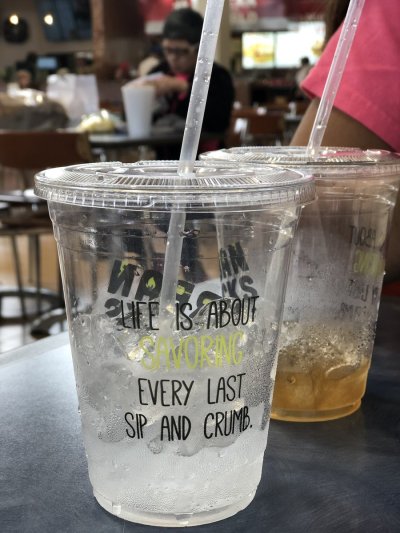 LIFE IS ABOUT
SAVORING
EVERY LAST
SIP AND CRUMB.